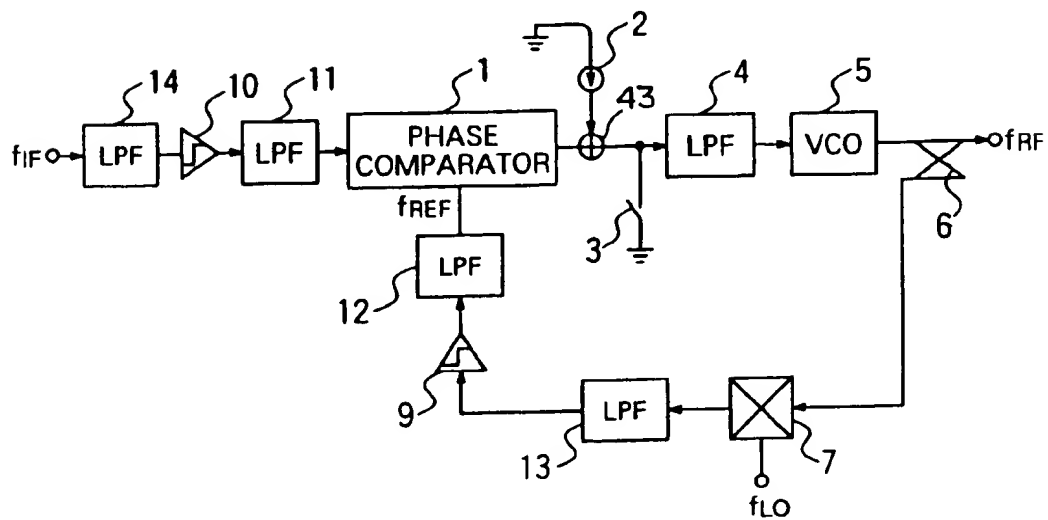 2
14
10
11
1
43
4
5
fIF
LPF
LPF
PHASE
COMPARATOR
LPF
VCO
fRF
6
fREF
3
LPF
12
9
LPF
13
7
fLO